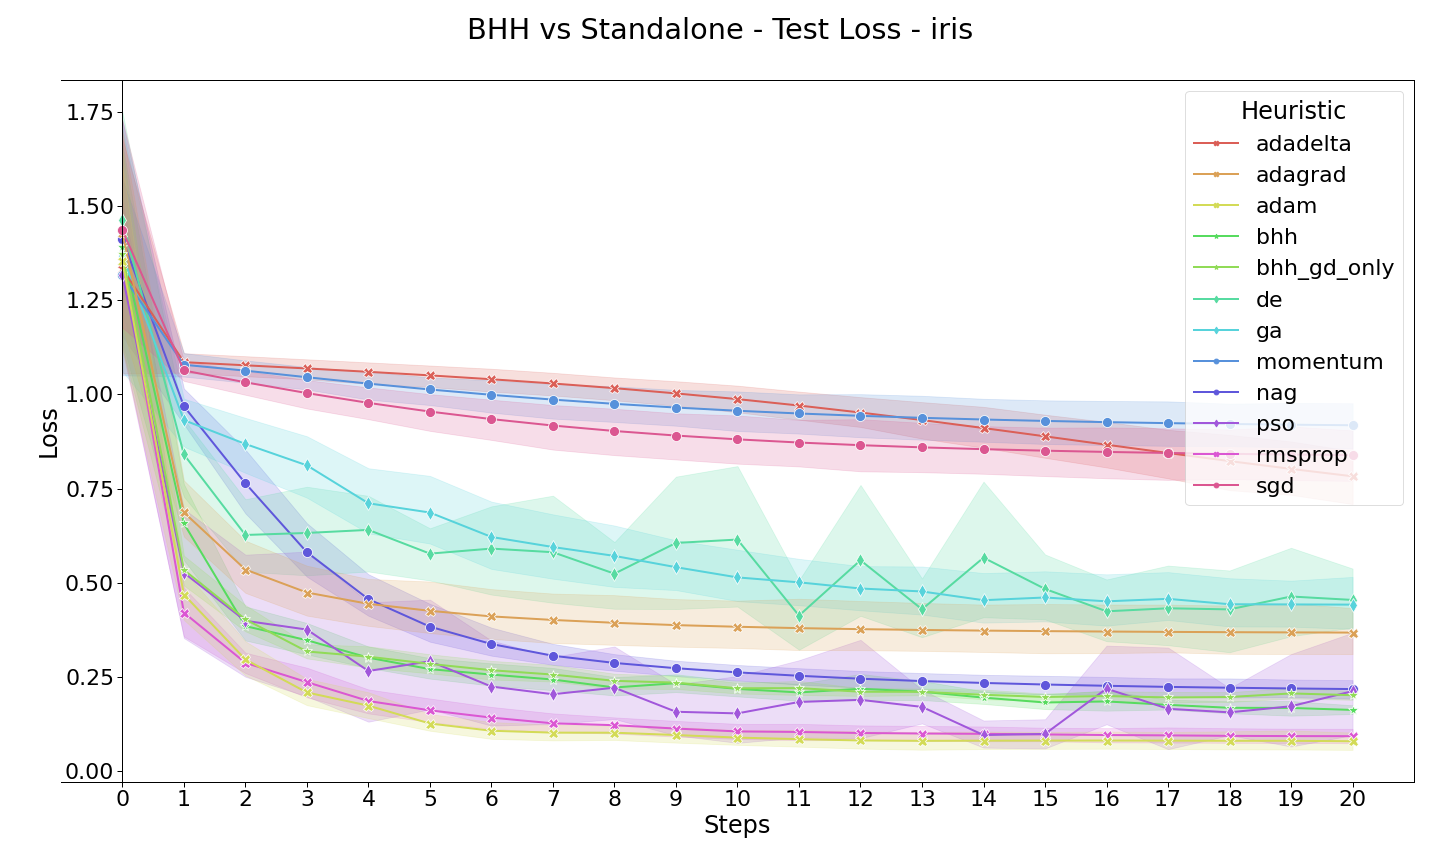 BHH vs Standalone - Test Loss - iris
1.75
1.50
1.25
1.00
0.75
0.50
0.25
0.00
Loss
0 1 2 3 4 5 6 7 8 9 10 11 12 13 14 15 16 17 18 19 20
Steps
Heuristic
adadelta
adagrad
adam
bhh
bhh_gd_only
de
ga
momentum
nag
pso
rmsprop
sgd